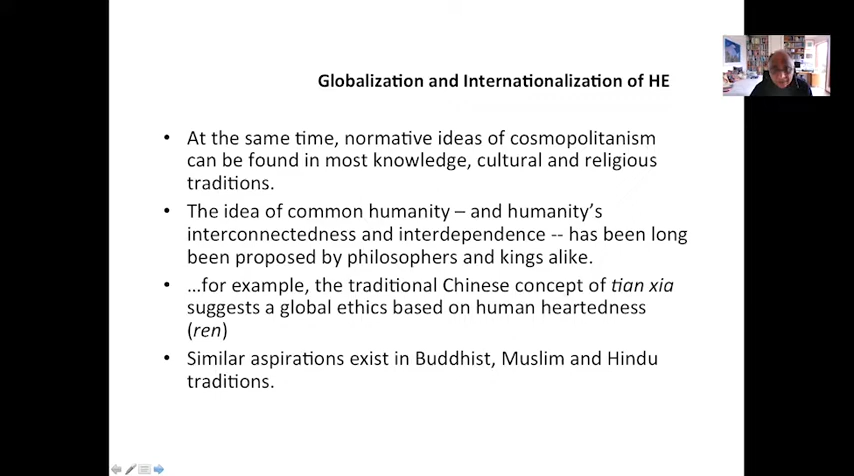 Globalization and Internationalization of HE
• At the same time, normative ideas of cosmopolitanism
can be found in most knowledge, cultural and religious
traditions.
• The idea of common humanity – and humanity's
interconnectedness and interdependence -- has been long
been proposed by philosophers and kings alike.
• …for example, the traditional Chinese concept of tian xia
suggests a global ethics based on human heartedness
(ren)
• Similar aspirations exist in Buddhist, Muslim and Hindu
traditions.